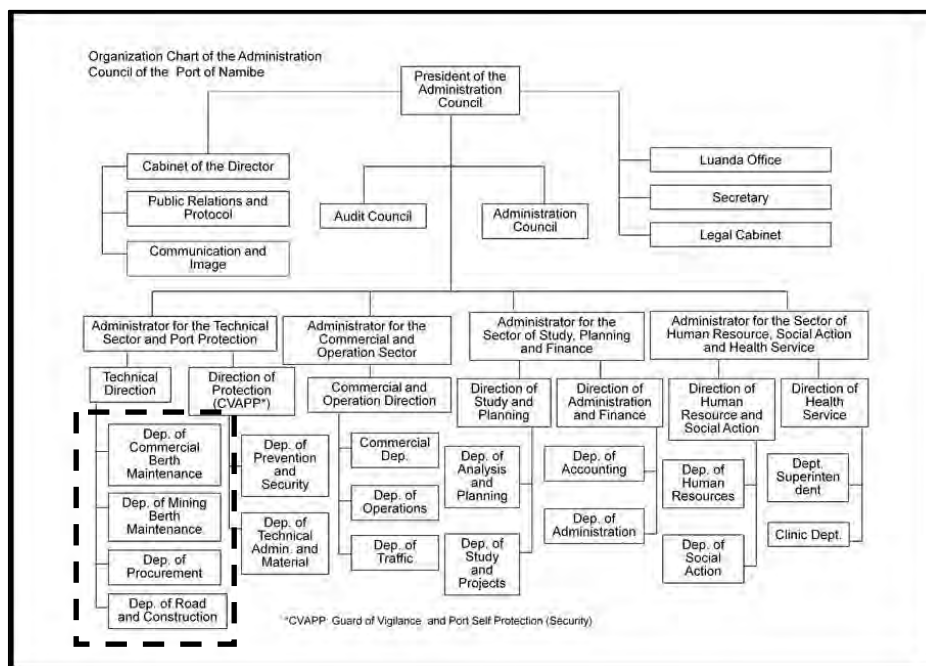 Organization Chart of the Administration
Council of the Port of Namibe
President of the
Administration
Council
Cabinet of the Director
Public Relations and
Protocol
Communication and
Image
Audit Council
Administration
Council
Luanda Office
Secretary
Legal Cabinet
Administrator for the Technical
Sector and Port Protection
Administrator for the
Commercial and
Operation Sector
Administrator for the
Sector of Study, Planning
and Finance
Administrator for the Sector of
Human Resource, Social Action
and Health Service
Technical
Direction
Direction of
Protection
(CVAPP*)
Commercial and
Operation Direction
Direction of
Study and
Planning
Direction of
Administration
and Finance
Direction of
Human
Resource and
Social Action
Direction of
Health
Service
Dep. of
Commercial
Berth
Maintenance
Dep. of Mining
Berth
Maintenance
Dep. of
Procurement
Dep. of Road
and Construction
Dep. of
Prevention
and
Security
Dep. of
Technical
Admin. and
Material
Commercial
Dep.
Dep. of
Operations
Dep. of
Traffic
Dep. of
Analysis
and
Planning
Dep. of
Study
and
Projects
Dep. of
Accounting
Dep. of
Administration
Dep. of
Human
Resources
Dep. of
Social
Action
Dept.
Superinten
dent
Clinic Dept.
*CVAPP Guard of Vigilance and Port Self Protection (Security)